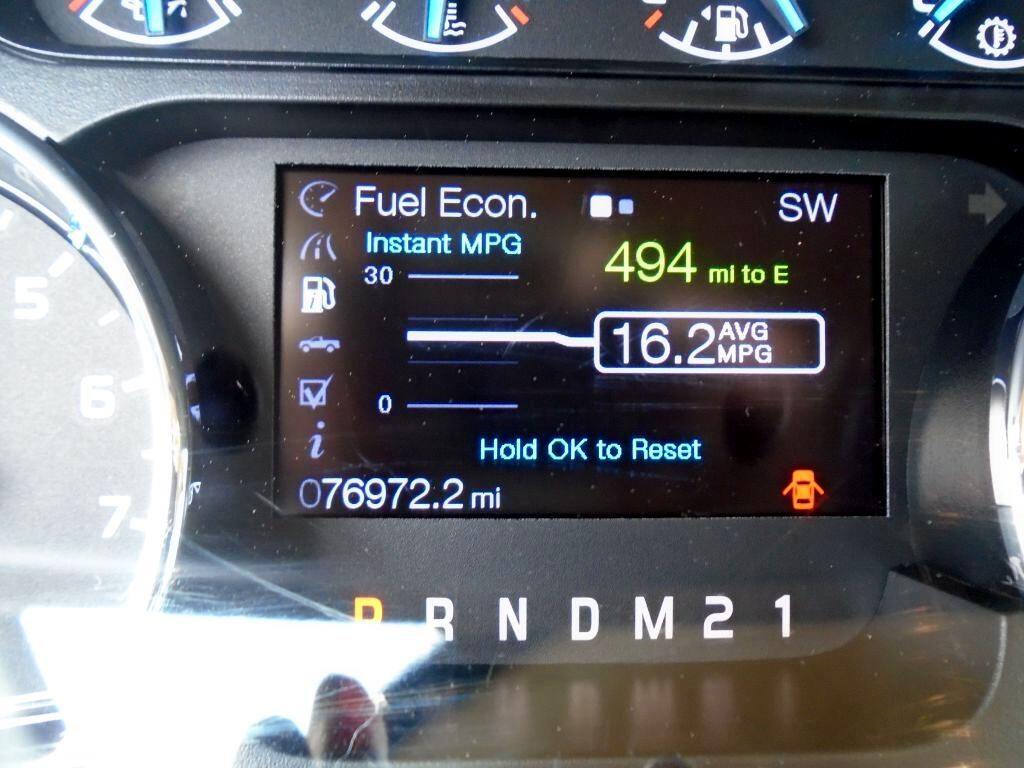 Fuel Econ. SW
Instant MPG
494 mi to E
30
16.2 AVG MPG
0
Hold OK to Reset
076972.2 mi
5
6
7
P R N D M 2 1